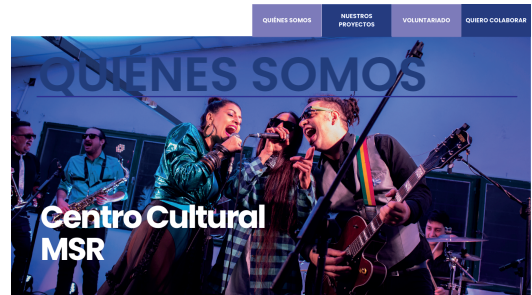 QUIÉNES SOMOS
NUESTROS
PROYECTOS
VOLUNTARIADO
QUIERO COLABORAR
QUIÉNES SOMOS
Centro Cultural
MSR